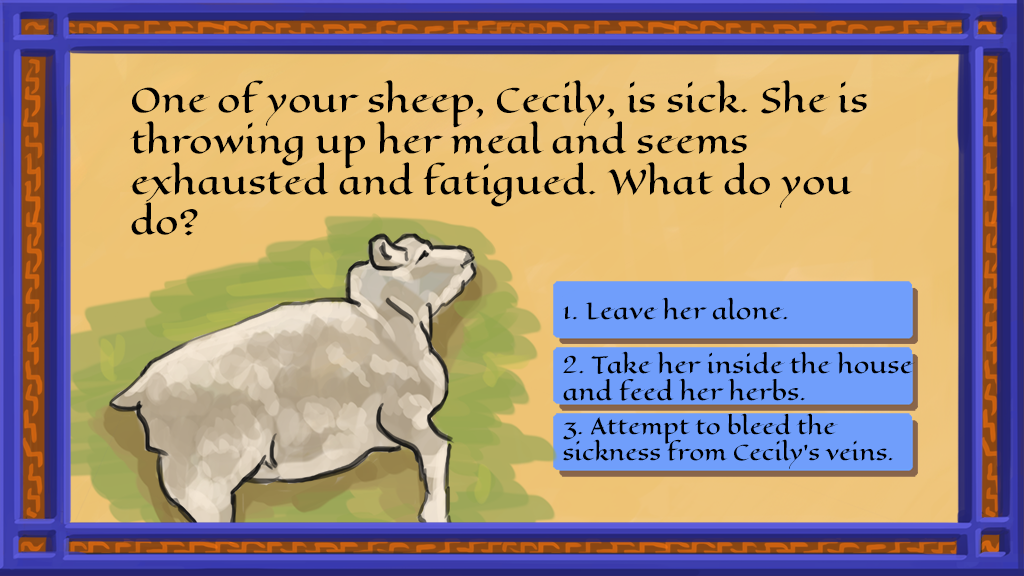 One of your sheep, Cecily, is sick. She is
throwing up her meal and seems
exhausted and fatigued. What do you
do?
1. Leave her alone.
2. Take her inside the house
and feed her herbs.
3. Attempt to bleed the
sickness from Cecily's veins.